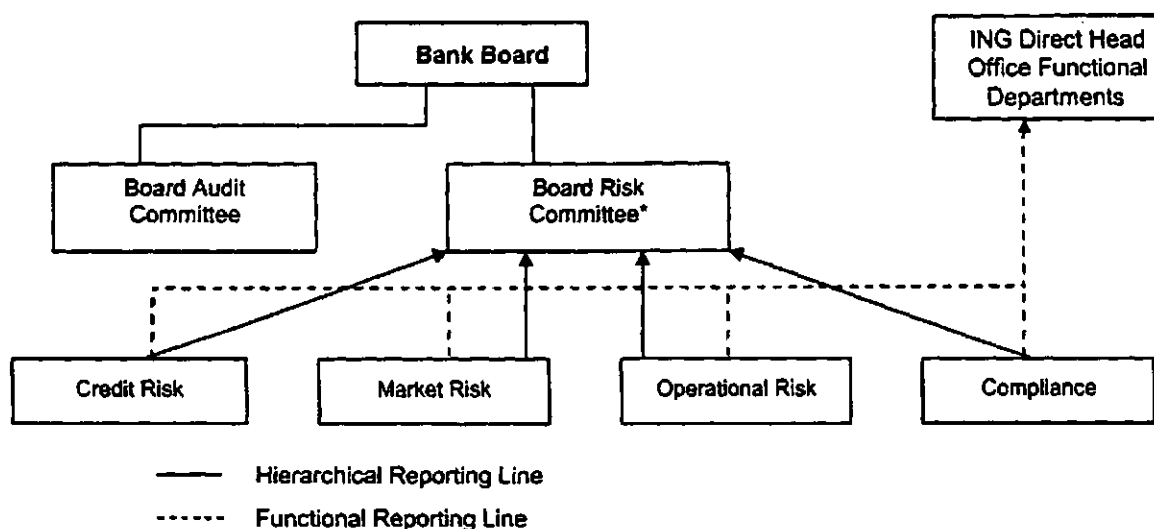 Bank Board
ING Direct Head
Office Functional
Departments
Board Audit
Committee
Board Risk
Committee*
Credit Risk
Market Risk
Operational Risk
Compliance
Hierarchical Reporting Line
Functional Reporting Line